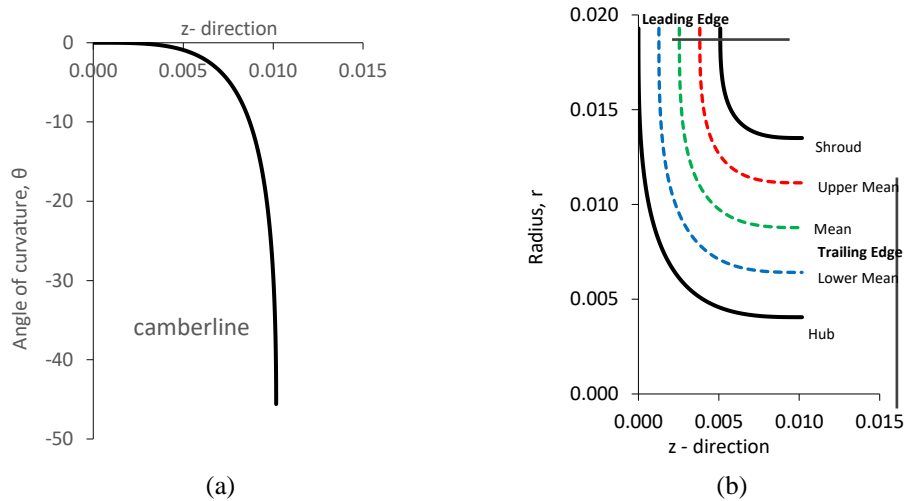 z- direction
0
0.000
0.005
0.010
0.015
-10
-20
-30
-40
-50
Angle of curvature, θ
camberline
(a)
0.020
0.015
0.010
0.005
0.000
Radius, r
Leading Edge
Shroud
Upper Mean
Mean
Trailing Edge
Lower Mean
Hub
0.000
0.005
0.010
0.015
z - direction
(b)